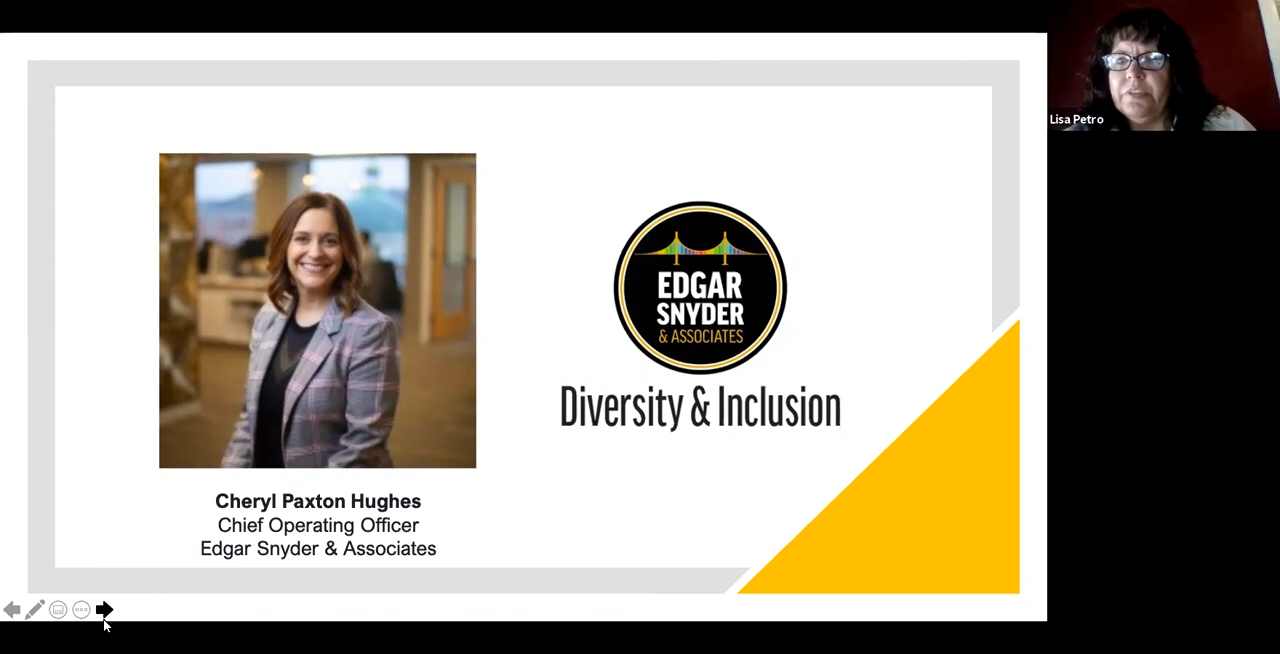 Lisa Petro
EDGAR
SNYDER
& ASSOCIATES
Diversity & Inclusion
Cheryl Paxton Hughes
Chief Operating Officer
Edgar Snyder & Associates